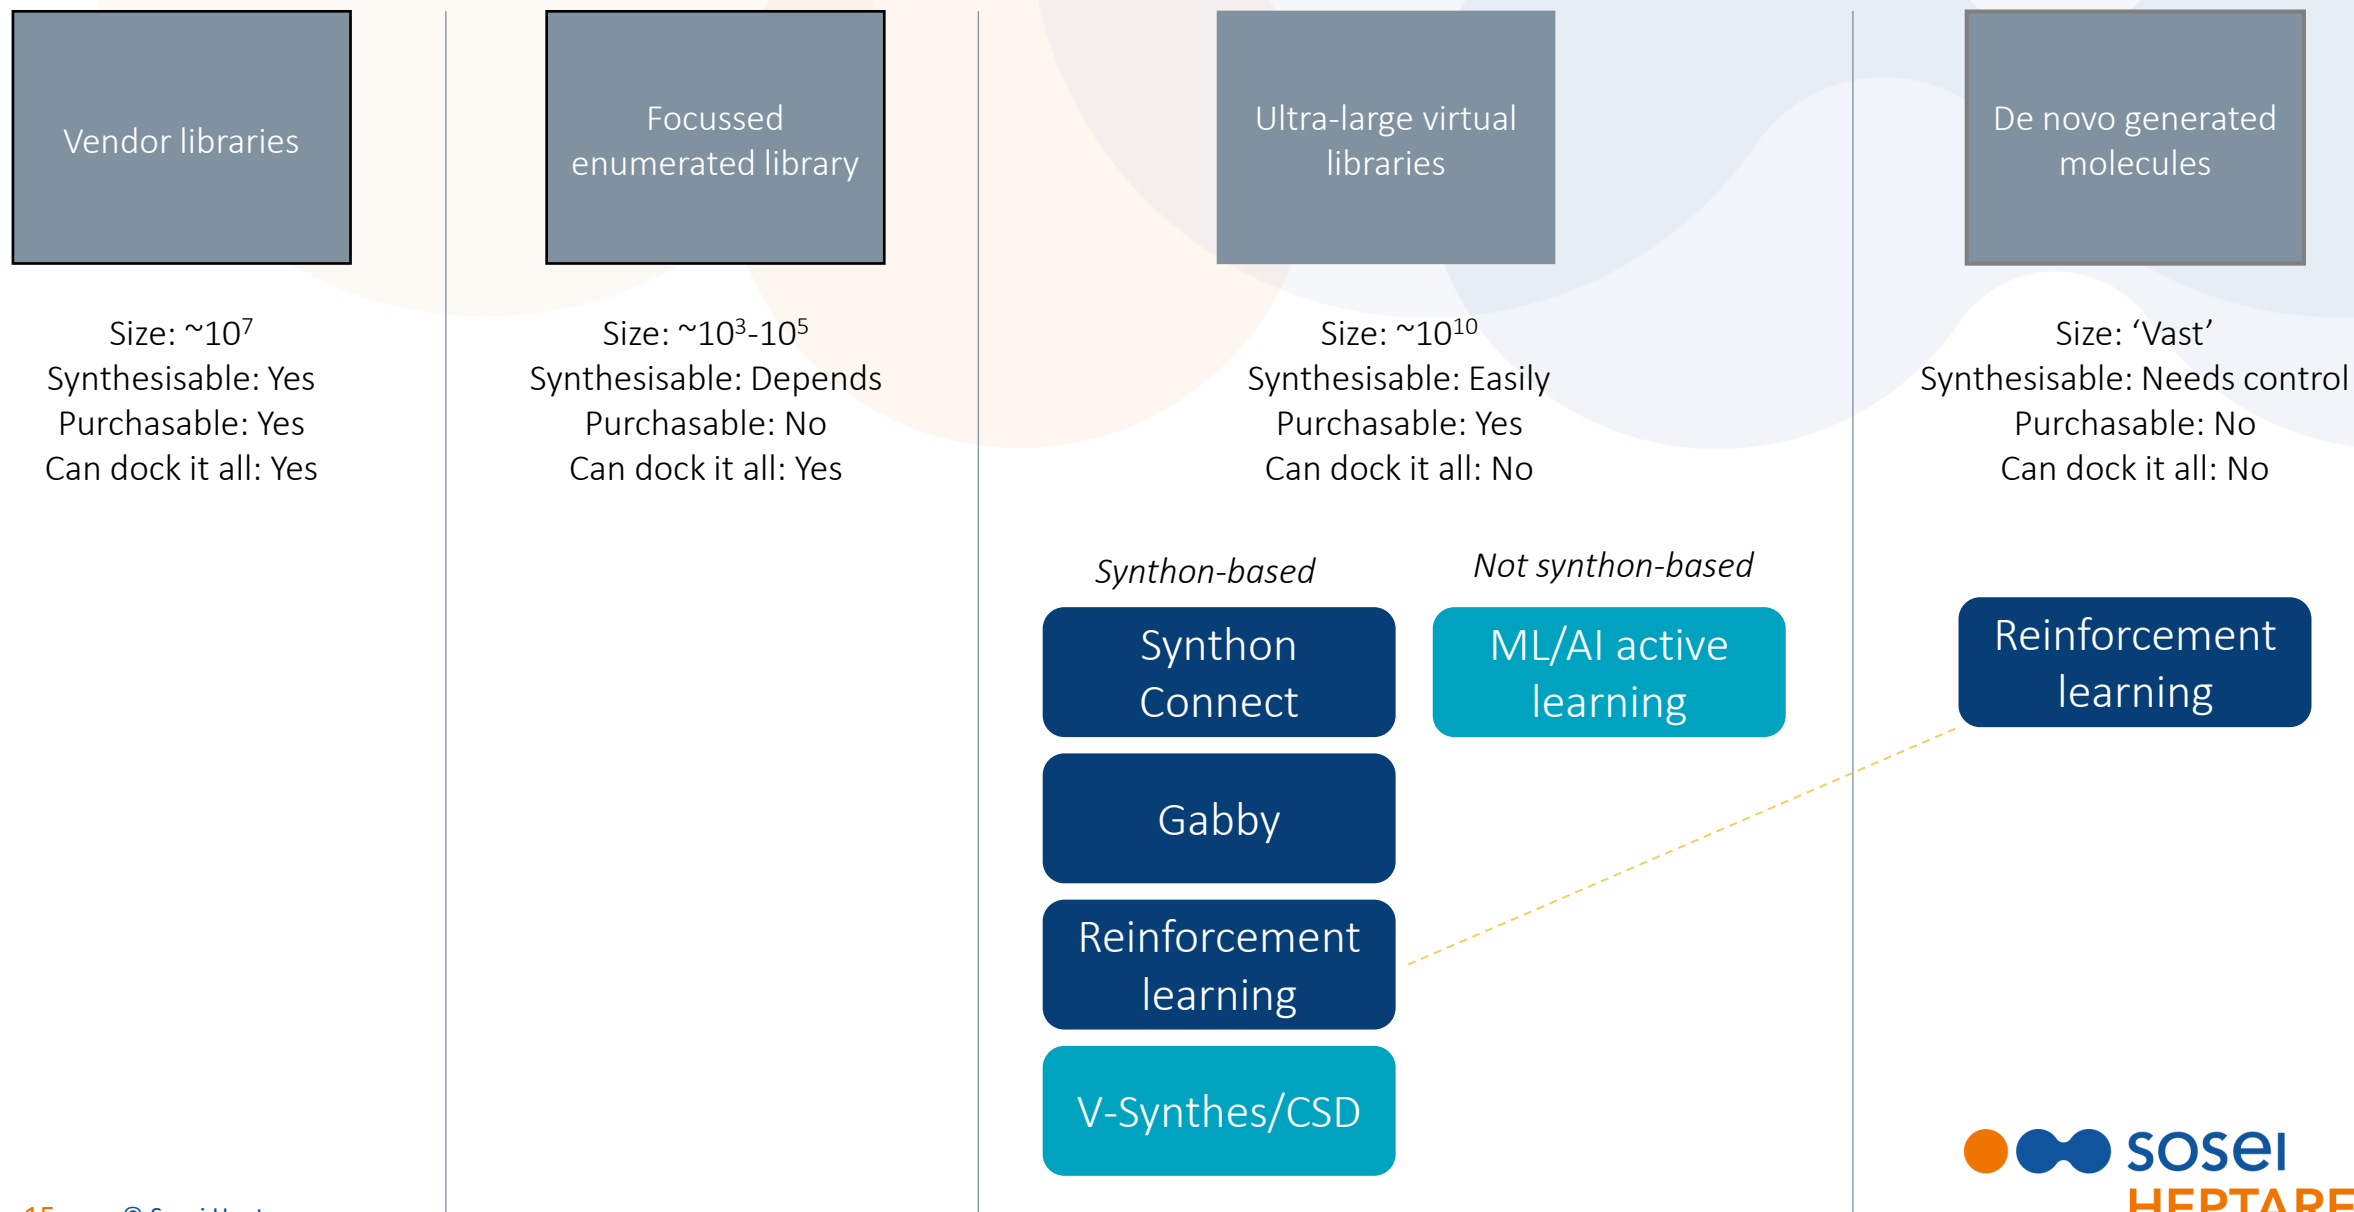 Vendor libraries
Size: ~10⁷
Synthesisable: Yes
Purchasable: Yes
Can dock it all: Yes
Focussed
enumerated library
Size: ~10³-10⁵
Synthesisable: Depends
Purchasable: No
Can dock it all: Yes
Ultra-large virtual
libraries
Size: ~10¹⁰
Synthesisable: Easily
Purchasable: Yes
Can dock it all: No
Synthon-based
Synthon
Connect
Gabby
Reinforcement
learning
V-Synthes/CSD
Not synthon-based
ML/AI active
learning
De novo generated
molecules
Size: ‘Vast’
Synthesisable: Needs control
Purchasable: No
Can dock it all: No
Reinforcement
learning
sosei
HEPTARE
15